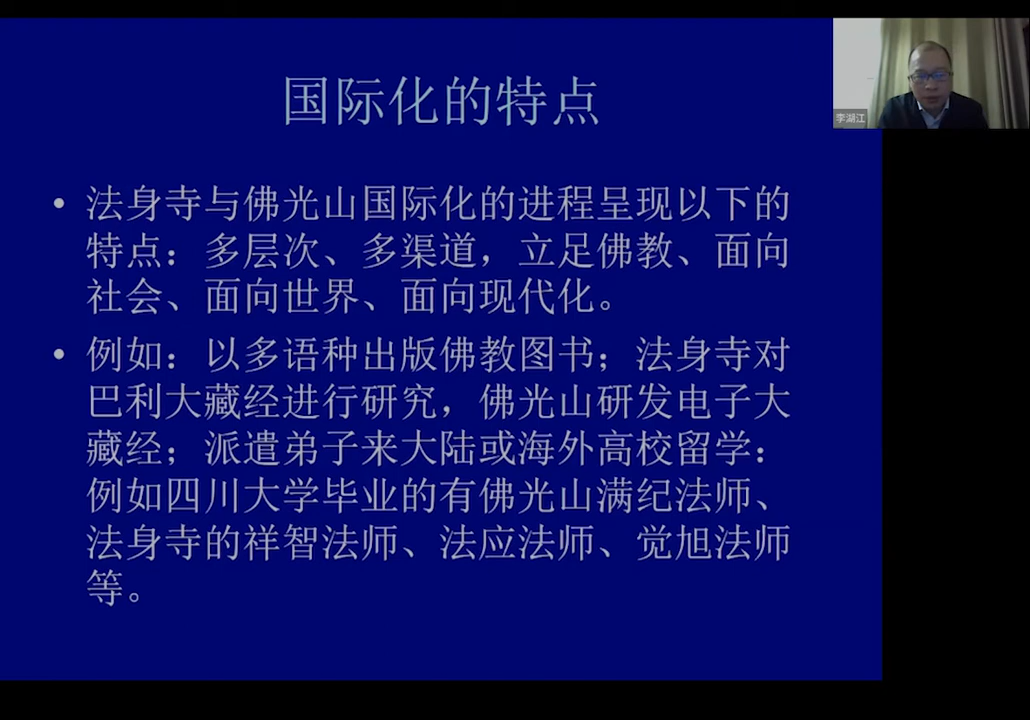 国际化的特点
李湖江
• 法身寺与佛光山国际化的进程呈现以下的
特点：多层次、多渠道，立足佛教、面向
社会、面向世界、面向现代化。
• 例如：以多语种出版佛教图书；法身寺对
巴利大藏经进行研究，佛光山研发电子大
藏经；派遣弟子来大陆或海外高校留学：
例如四川大学毕业的有佛光山满纪法师、
法身寺的祥智法师、法应法师、觉旭法师
等。